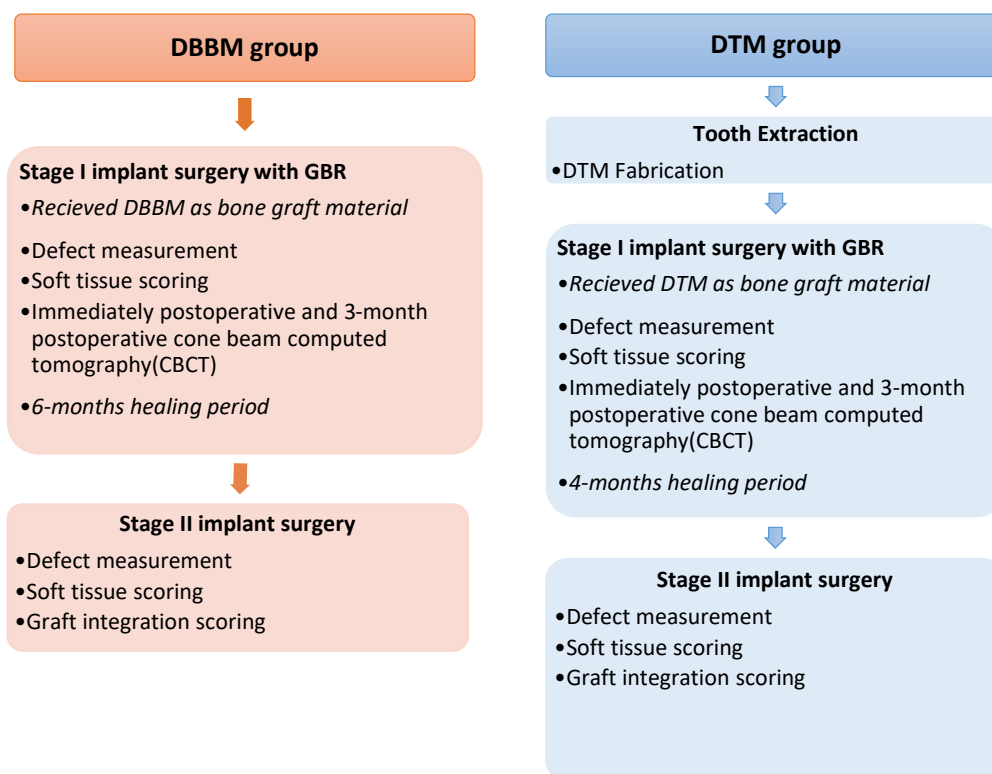 DBBM group
Stage I implant surgery with GBR
•Recieved DBBM as bone graft material
•Defect measurement
•Soft tissue scoring
•Immediately postoperative and 3-month
postoperative cone beam computed
tomography(CBCT)
•6-months healing period
Stage II implant surgery
•Defect measurement
•Soft tissue scoring
•Graft integration scoring
DTM group
Tooth Extraction
•DTM Fabrication
Stage I implant surgery with GBR
•Recieved DTM as bone graft material
•Defect measurement
•Soft tissue scoring
•Immediately postoperative and 3-month
postoperative cone beam computed
tomography(CBCT)
•4-months healing period
Stage II implant surgery
•Defect measurement
•Soft tissue scoring
•Graft integration scoring